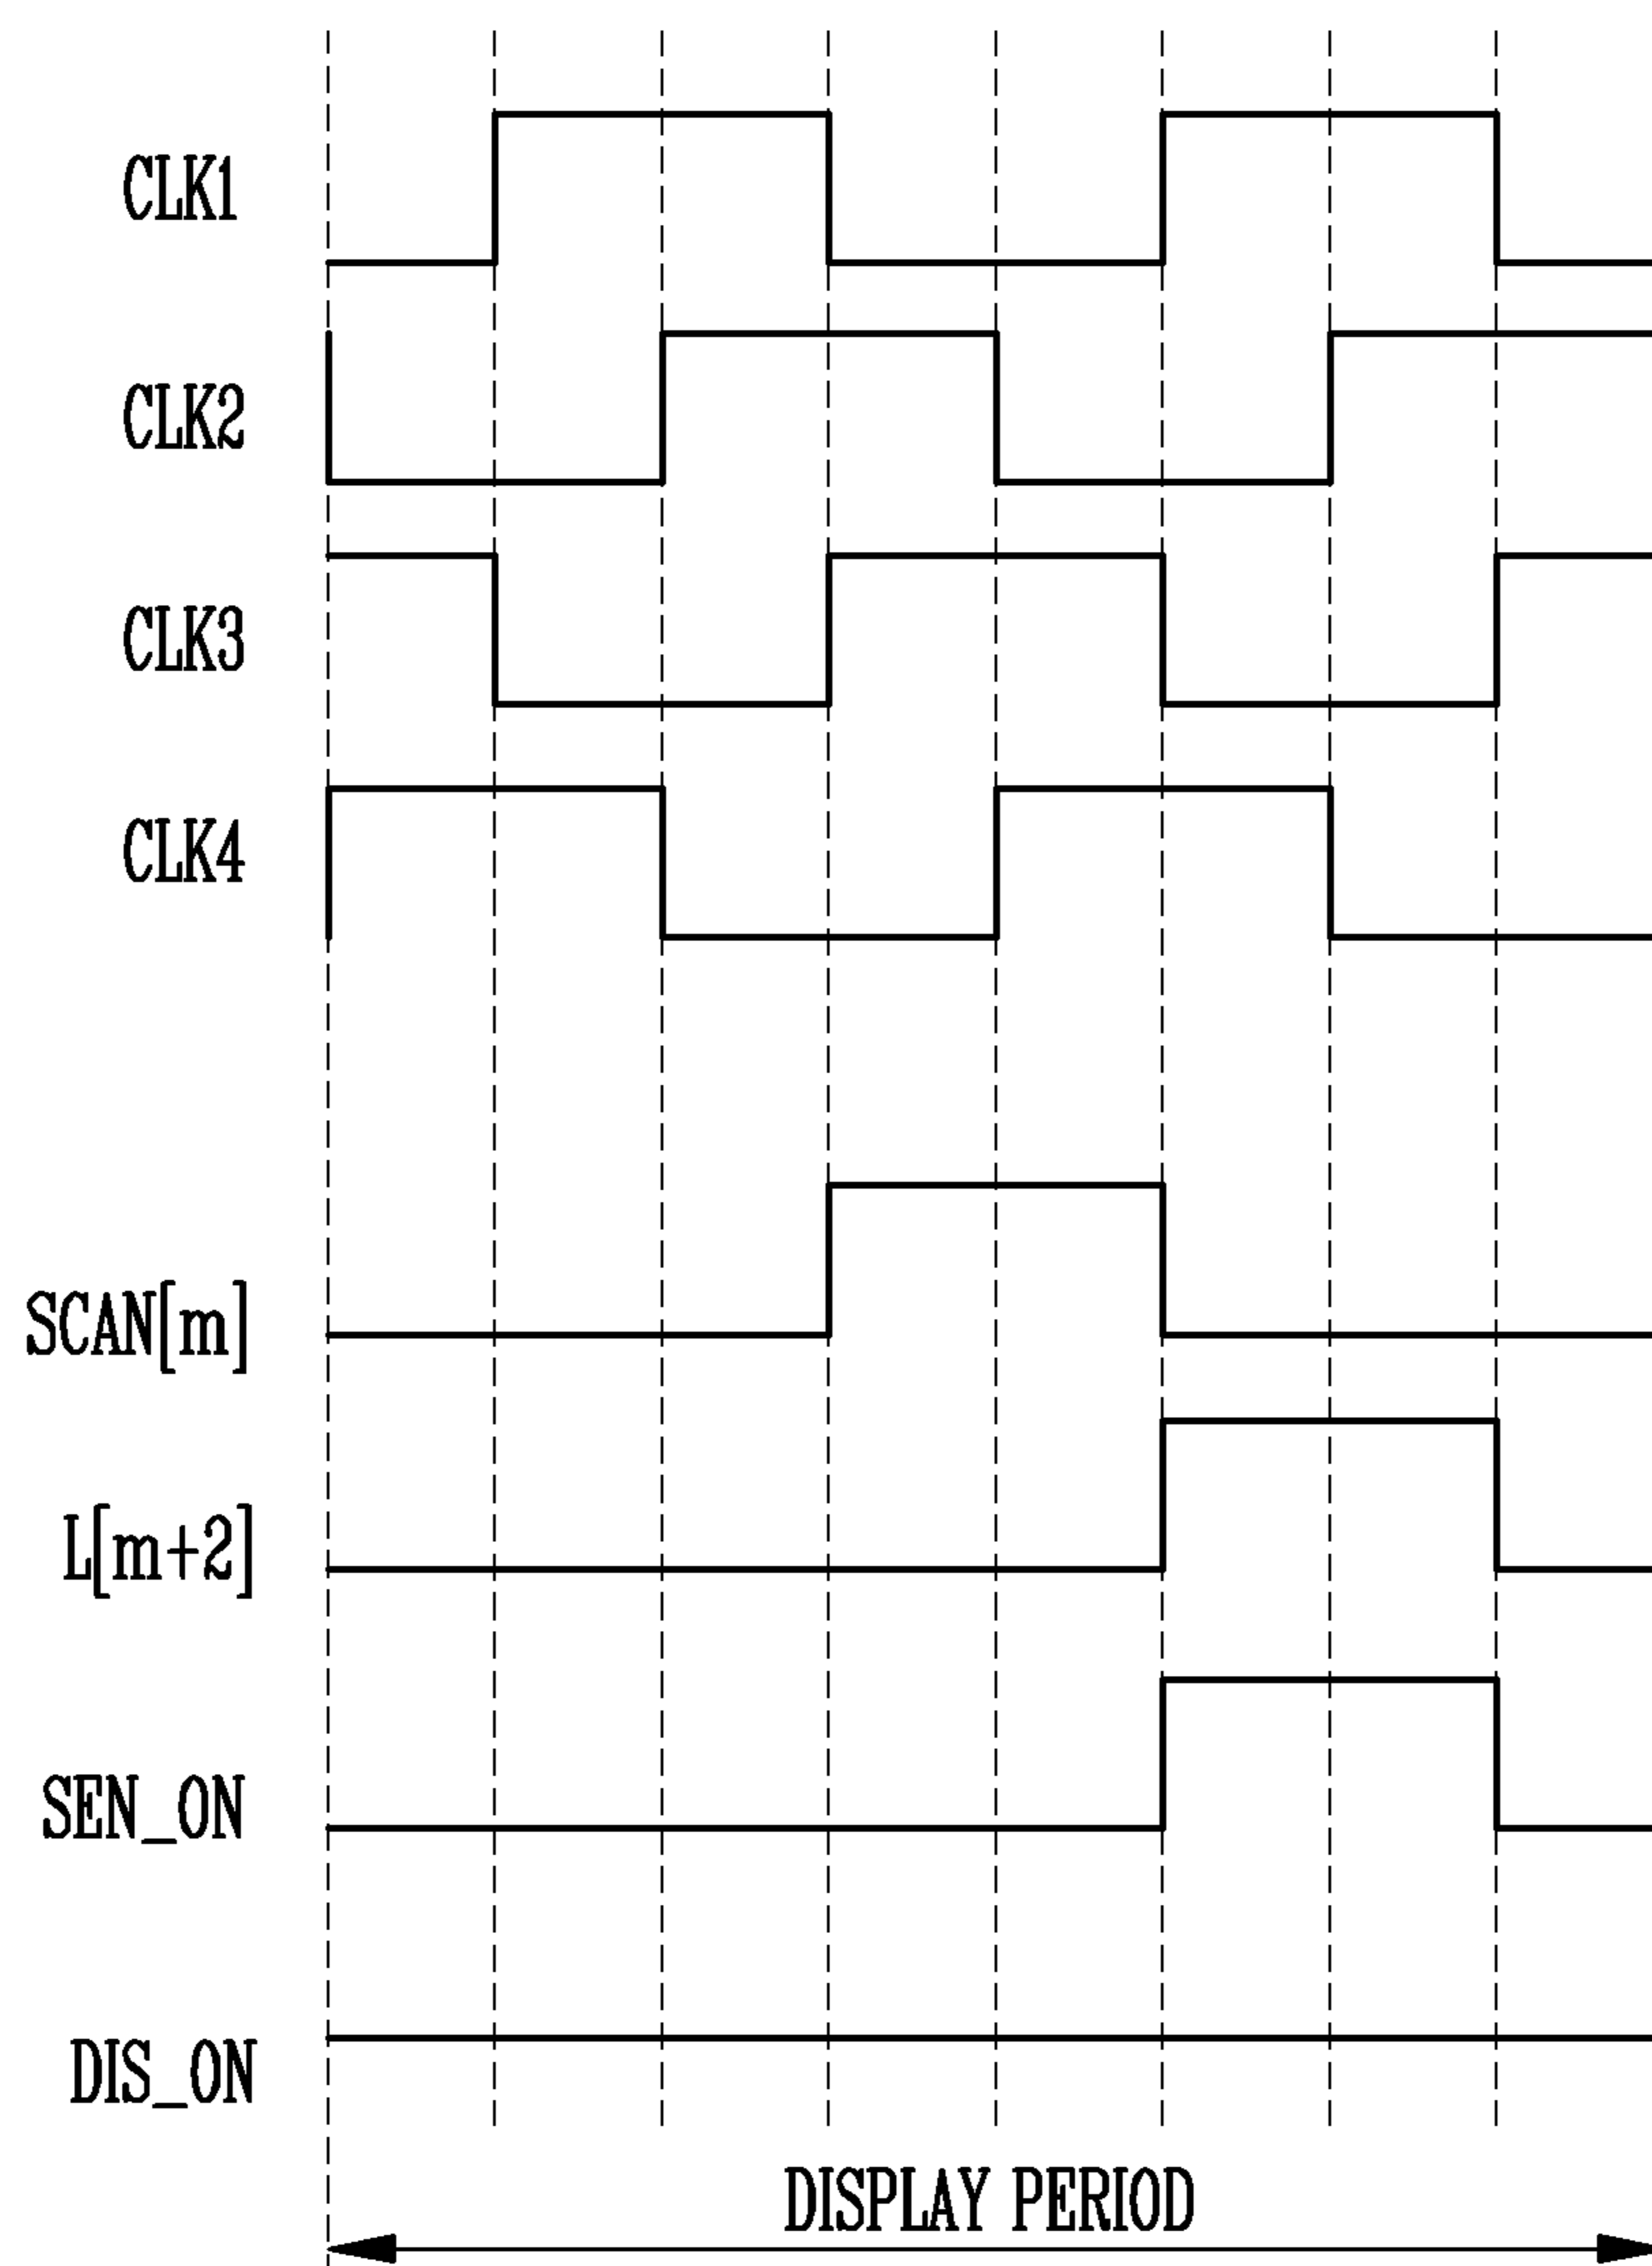 CLK1
CLK2
CLK3
CLK4
SCAN[m]
L[m+2]
SEN_ON
DIS_ON
DISPLAY PERIOD